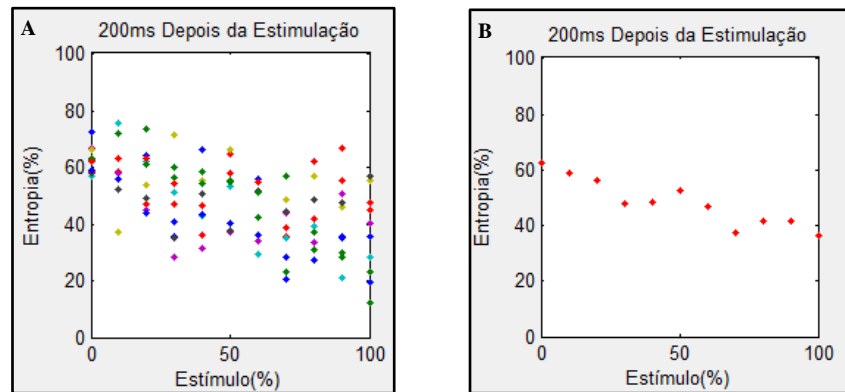 A
200ms Depois da Estimulação
100
80
60
40
20
0
Entropia(%)
0 50 100
Estímulo(%)
B
200ms Depois da Estimulação
100
80
60
40
20
0
Entropia(%)
0 50 100
Estímulo(%)